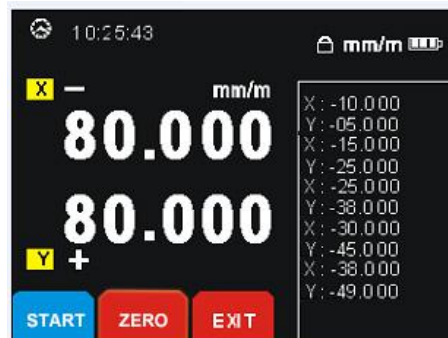 10:25:43
mm/m
X − mm/m
80.000
80.000
Y +
X: -10.000
Y: -05.000
X: -15.000
Y: -25.000
X: -25.000
Y: -38.000
X: -30.000
Y: -45.000
X: -38.000
Y: -49.000
START ZERO EXIT